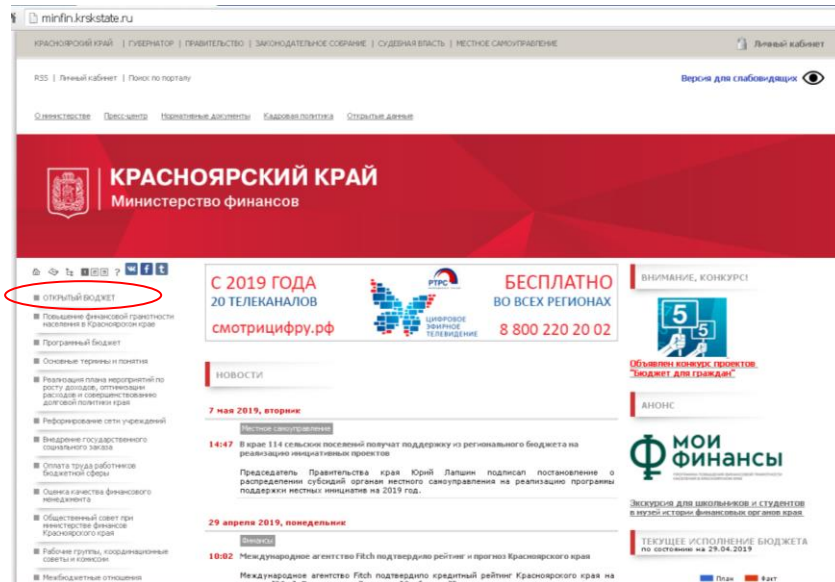 minfin.krskstate.ru
КРАСНОЯРСКИЙ КРАЙ | ГУБЕРНАТОР | ПРАВИТЕЛЬСТВО | ЗАКОНОДАТЕЛЬНОЕ СОБРАНИЕ | СУДЕБНАЯ ВЛАСТЬ | МЕСТНОЕ САМОУПРАВЛЕНИЕ
Личный кабинет
RSS | Личный кабинет | Поиск по порталу
Версия для слабовидящих
О министерстве Пресс-центр Нормативные документы Кадровая политика Открытые данные
КРАСНОЯРСКИЙ КРАЙ
Министерство финансов
ОТКРЫТЫЙ БЮДЖЕТ
Повышение финансовой грамотности
населения в Красноярском крае
Программный бюджет
Основные термины и понятия
Реализация плана мероприятий по
росту доходов, оптимизации
расходов и совершенствованию
долговой политики края
Реформирование сети учреждений
Внедрение государственного
социального заказа
Оплата труда работников
бюджетной сферы
Оценка качества финансового
менеджмента
Общественный совет при
министерстве финансов
Красноярского края
Рабочие группы, координационные
советы и комиссии
Межбюджетные отношения
С 2019 ГОДА
20 ТЕЛЕКАНАЛОВ
смотрицифру.рф
РТРС
ЦИФРОВОЕ
ЭФИРНОЕ
ТЕЛЕВИДЕНИЕ
БЕСПЛАТНО
ВО ВСЕХ РЕГИОНАХ
8 800 220 20 02
НОВОСТИ
7 мая 2019, вторник
Местное самоуправление
14:47 В крае 114 сельских поселений получат поддержку из регионального бюджета на
реализацию инициативных проектов
Председатель Правительства края Юрий Лапшин подписал постановление о
распределении субсидий органам местного самоуправления на реализацию программы
поддержки местных инициатив на 2019 год.
29 апреля 2019, понедельник
Финансы
10:02 Международное агентство Fitch подтвердило рейтинг и прогноз Красноярского края
Международное агентство Fitch подтвердило кредитный рейтинг Красноярского края на
ВНИМАНИЕ, КОНКУРС!
5
5
Объявлен конкурс проектов
"Бюджет для граждан"
АНОНС
МОИ
ФИНАНСЫ
Экскурсия для школьников и студентов
в музей истории финансовых органов края
ТЕКУЩЕЕ ИСПОЛНЕНИЕ БЮДЖЕТА
по состоянию на 29.04.2019
План Факт